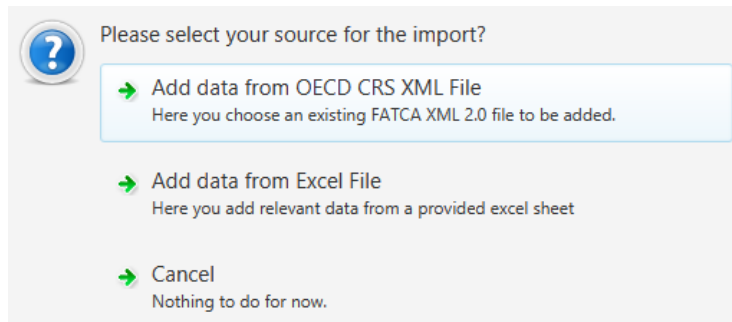 Please select your source for the import?
Add data from OECD CRS XML File
Here you choose an existing FATCA XML 2.0 file to be added.
Add data from Excel File
Here you add relevant data from a provided excel sheet
Cancel
Nothing to do for now.